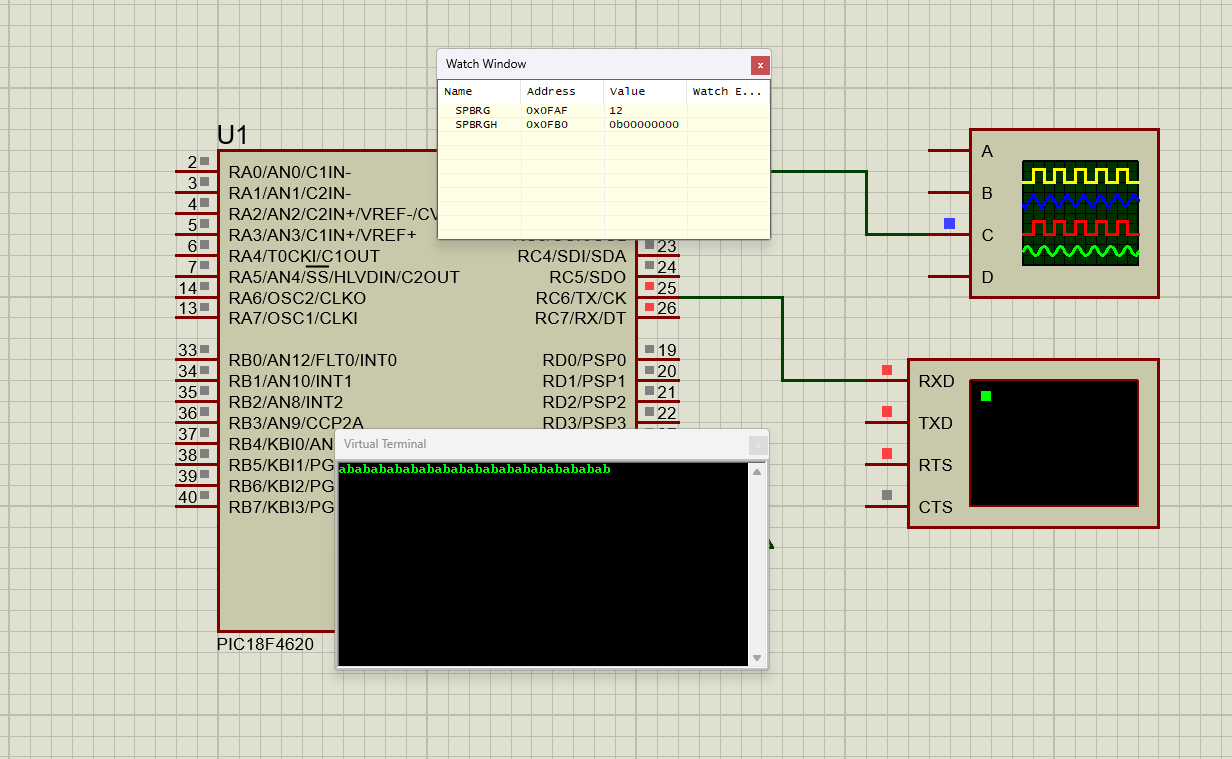 Watch Window
x
Name Address Value Watch E...
SPBRG 0x0FAF 12
SPBRGH 0x0FB0 0b00000000
U1
2 RA0/AN0/C1IN-
3 RA1/AN1/C2IN-
4 RA2/AN2/C2IN+/VREF-/CV
5 RA3/AN3/C1IN+/VREF+
6 RA4/T0CKI/C1OUT
7 RA5/AN4/SS/HLVDIN/C2OUT
14 RA6/OSC2/CLKO
13 RA7/OSC1/CLKI
33 RB0/AN12/FLT0/INT0
34 RB1/AN10/INT1
35 RB2/AN8/INT2
36 RB3/AN9/CCP2A
37 RB4/KBI0/AN
38 RB5/KBI1/PG
39 RB6/KBI2/PG
40 RB7/KBI3/PG
RC4/SDI/SDA 23
RC5/SDO 24
RC6/TX/CK 25
RC7/RX/DT 26
RD0/PSP0 19
RD1/PSP1 20
RD2/PSP2 21
RD3/PSP3 22
PIC18F4620
A
B
C
D
RXD
TXD
RTS
CTS
Virtual Terminal
x
abababababababababababababababababab